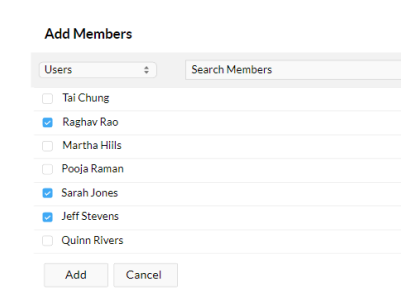 Add Members
Users Search Members
Tai Chung
Raghav Rao
Martha Hills
Pooja Raman
Sarah Jones
Jeff Stevens
Quinn Rivers
Add Cancel